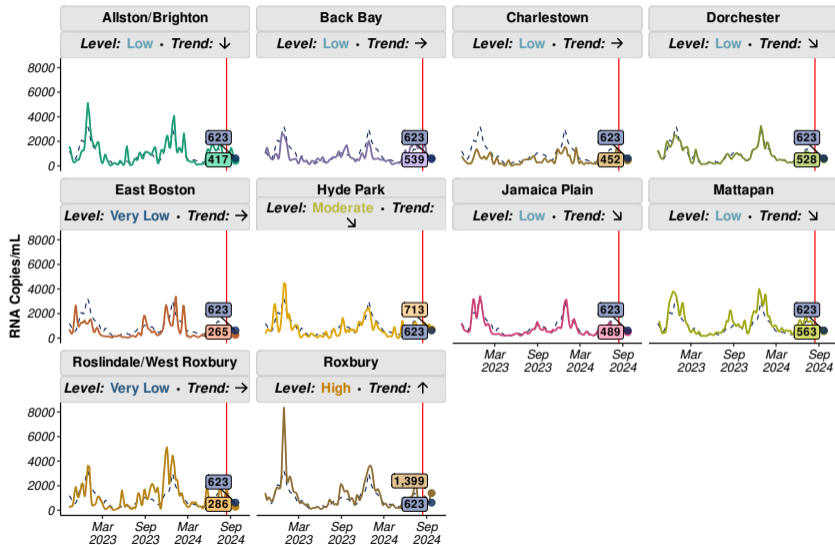 Allston/Brighton
Level: Low · Trend: ↓
Back Bay
Level: Low · Trend: →
Charlestown
Level: Low · Trend: →
Dorchester
Level: Low · Trend: ↘
8000
6000
4000
2000
0
623
417
623
539
623
452
623
528
East Boston
Level: Very Low · Trend: →
Hyde Park
Level: Moderate · Trend:
↘
Jamaica Plain
Level: Low · Trend: ↘
Mattapan
Level: Low · Trend: ↘
RNA Copies/mL
8000
6000
4000
2000
0
623
265
713
623
623
489
623
563
Mar
2023
Sep
2023
Mar
2024
Sep
2024
Mar
2023
Sep
2023
Mar
2024
Sep
2024
Roslindale/West Roxbury
Level: Very Low · Trend: →
Roxbury
Level: High · Trend: ↑
8000
6000
4000
2000
0
623
286
1,399
623
Mar
2023
Sep
2023
Mar
2024
Sep
2024
Mar
2023
Sep
2023
Mar
2024
Sep
2024